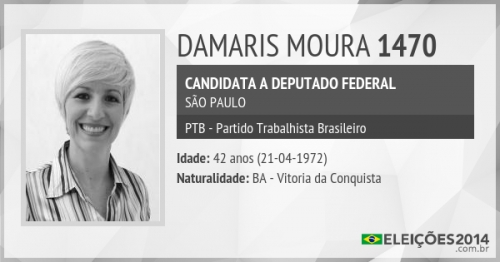 DAMARIS MOURA 1470
CANDIDATA A DEPUTADO FEDERAL
SÃO PAULO
PTB - Partido Trabalhista Brasileiro
Idade: 42 anos (21-04-1972)
Naturalidade: BA - Vitoria da Conquista
ELEIÇÕES2014
.com.br